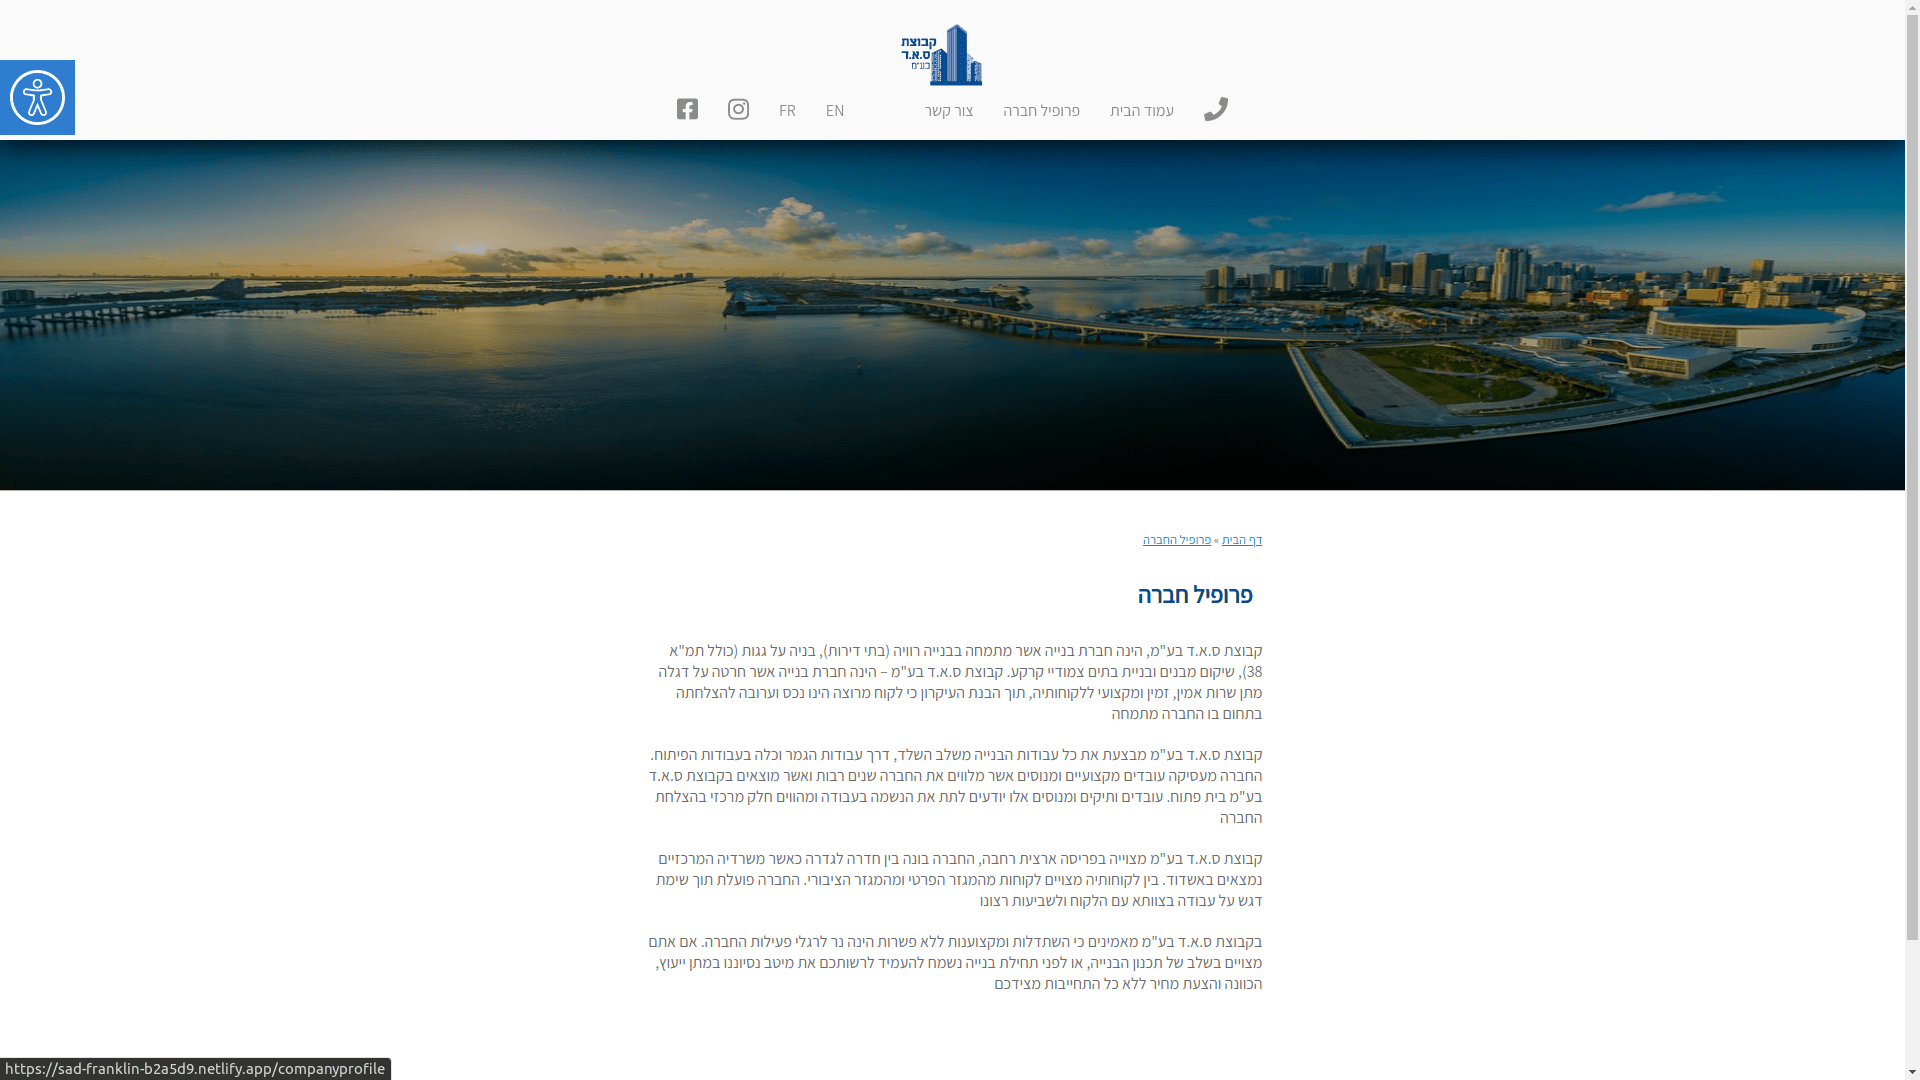 קבוצת
ס.א.ד
בע"מ
עמוד הבית
פרופיל חברה
צור קשר
EN
FR
דף הבית » פרופיל החברה
פרופיל חברה
קבוצת ס.א.ד בע"מ, הינה חברת בנייה אשר מתמחה בבנייה רוויה (בתי דירות), בניה על גגות (כולל תמ"א
38), שיקום מבנים ובניית בתים צמודיי קרקע. קבוצת ס.א.ד בע"מ – הינה חברת בנייה אשר חרטה על דגלה
מתן שרות אמין, זמין ומקצועי ללקוחותיה, תוך הבנת העיקרון כי לקוח מרוצה הינו נכס וערובה להצלחתה
בתחום בו החברה מתמחה
קבוצת ס.א.ד בע"מ מבצעת את כל עבודות הבנייה משלב השלד, דרך עבודות הגמר וכלה בעבודות הפיתוח.
החברה מעסיקה עובדים מקצועיים ומנוסים אשר מלווים את החברה שנים רבות ואשר מוצאים בקבוצת ס.א.ד
בע"מ בית פתוח. עובדים ותיקים ומנוסים אלו יודעים לתת את הנשמה בעבודה ומהווים חלק מרכזי בהצלחת
החברה
קבוצת ס.א.ד בע"מ מצוייה בפריסה ארצית רחבה, החברה בונה בין חדרה לגדרה כאשר משרדיה המרכזיים
נמצאים באשדוד. בין לקוחותיה מצויים לקוחות מהמגזר הפרטי ומהמגזר הציבורי. החברה פועלת תוך שימת
דגש על עבודה בצוותא עם הלקוח ולשביעות רצונו
בקבוצת ס.א.ד בע"מ מאמינים כי השתדלות ומקצוענות ללא פשרות הינה נר לרגלי פעילות החברה. אם אתם
מצויים בשלב של תכנון הבנייה, או לפני תחילת בנייה נשמח להעמיד לרשותכם את מיטב נסיוננו במתן ייעוץ,
הכוונה והצעת מחיר ללא כל התחייבות מצידכם
https://sad-franklin-b2a5d9.netlify.app/companyprofile